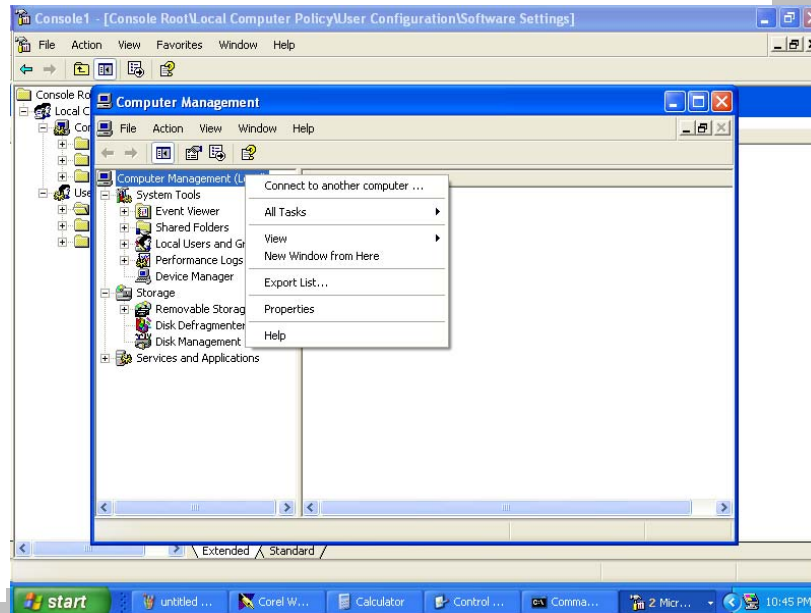 Console1 - [Console Root\Local Computer Policy\User Configuration\Software Settings]
File Action View Favorites Window Help
Console Ro
Local C
Con
Use
Computer Management
File Action View Window Help
Computer Management (L
System Tools
Event Viewer
Shared Folders
Local Users and Gr
Performance Logs
Device Manager
Storage
Removable Storag
Disk Defragmenter
Disk Management
Services and Applications
Connect to another computer ...
All Tasks
View
New Window from Here
Export List...
Properties
Help
Extended Standard
start untitled ... Corel W... Calculator Control ... Comma... 2 Micr... 10:45 PM